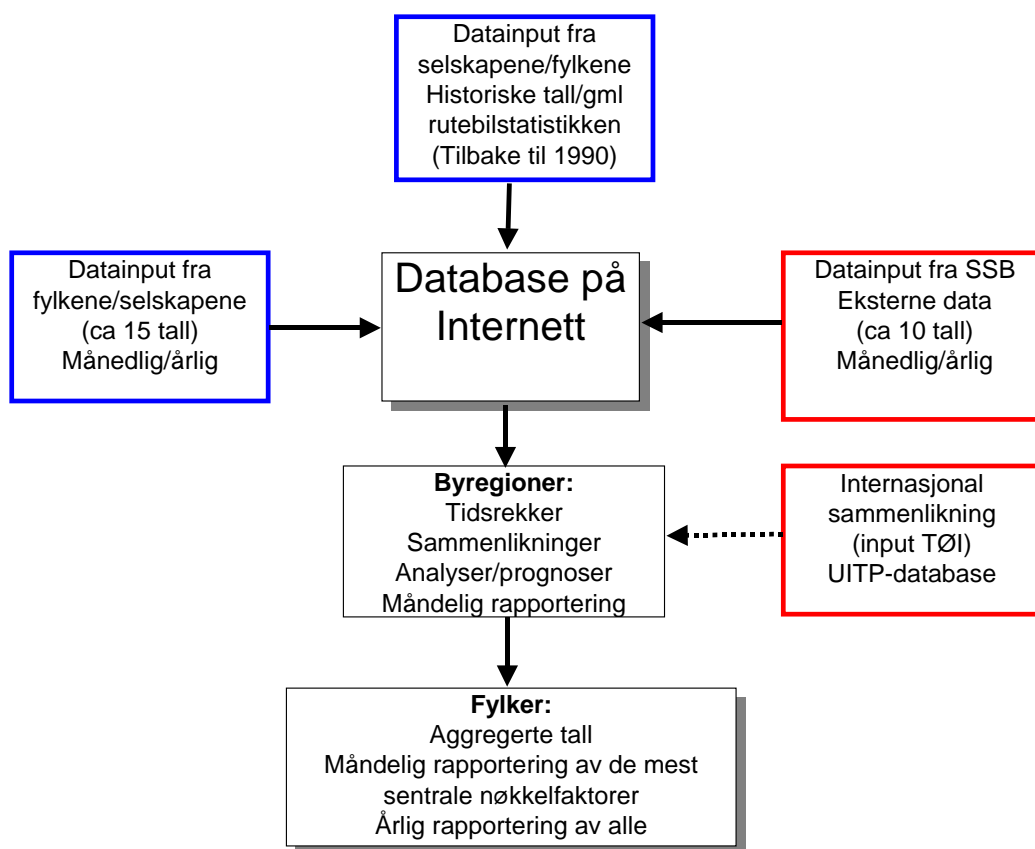 Datainput fra
selskapene/fylkene
Historiske tall/gml
rutebilstatistikken
(Tilbake til 1990)
Datainput fra
fylkene/selskapene
(ca 15 tall)
Månedlig/årlig
Database på
Internett
Datainput fra SSB
Eksterne data
(ca 10 tall)
Månedlig/årlig
Byregioner:
Tidsrekker
Sammenlikninger
Analyser/prognoser
Måndelig rapportering
Internasjonal
sammenlikning
(input TØI)
UITP-database
Fylker:
Aggregerte tall
Måndelig rapportering av de mest
sentrale nøkkelfaktorer
Årlig rapportering av alle